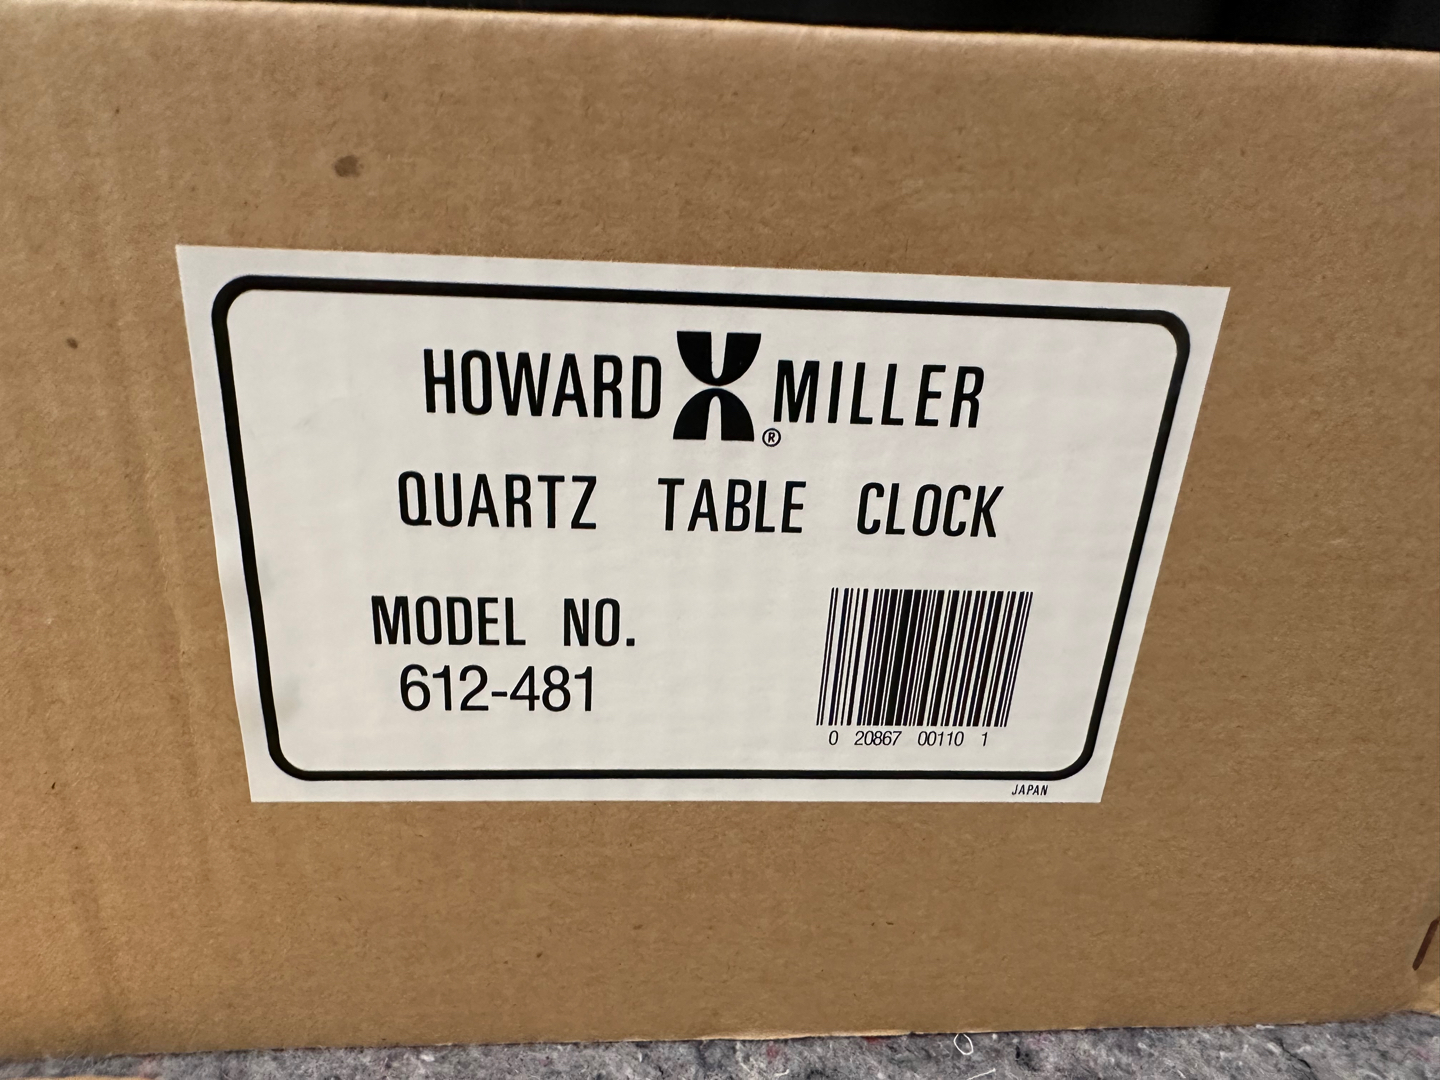 HOWARD MILLER ®
QUARTZ TABLE CLOCK
MODEL NO.
612-481
0 20867 00110 1
JAPAN